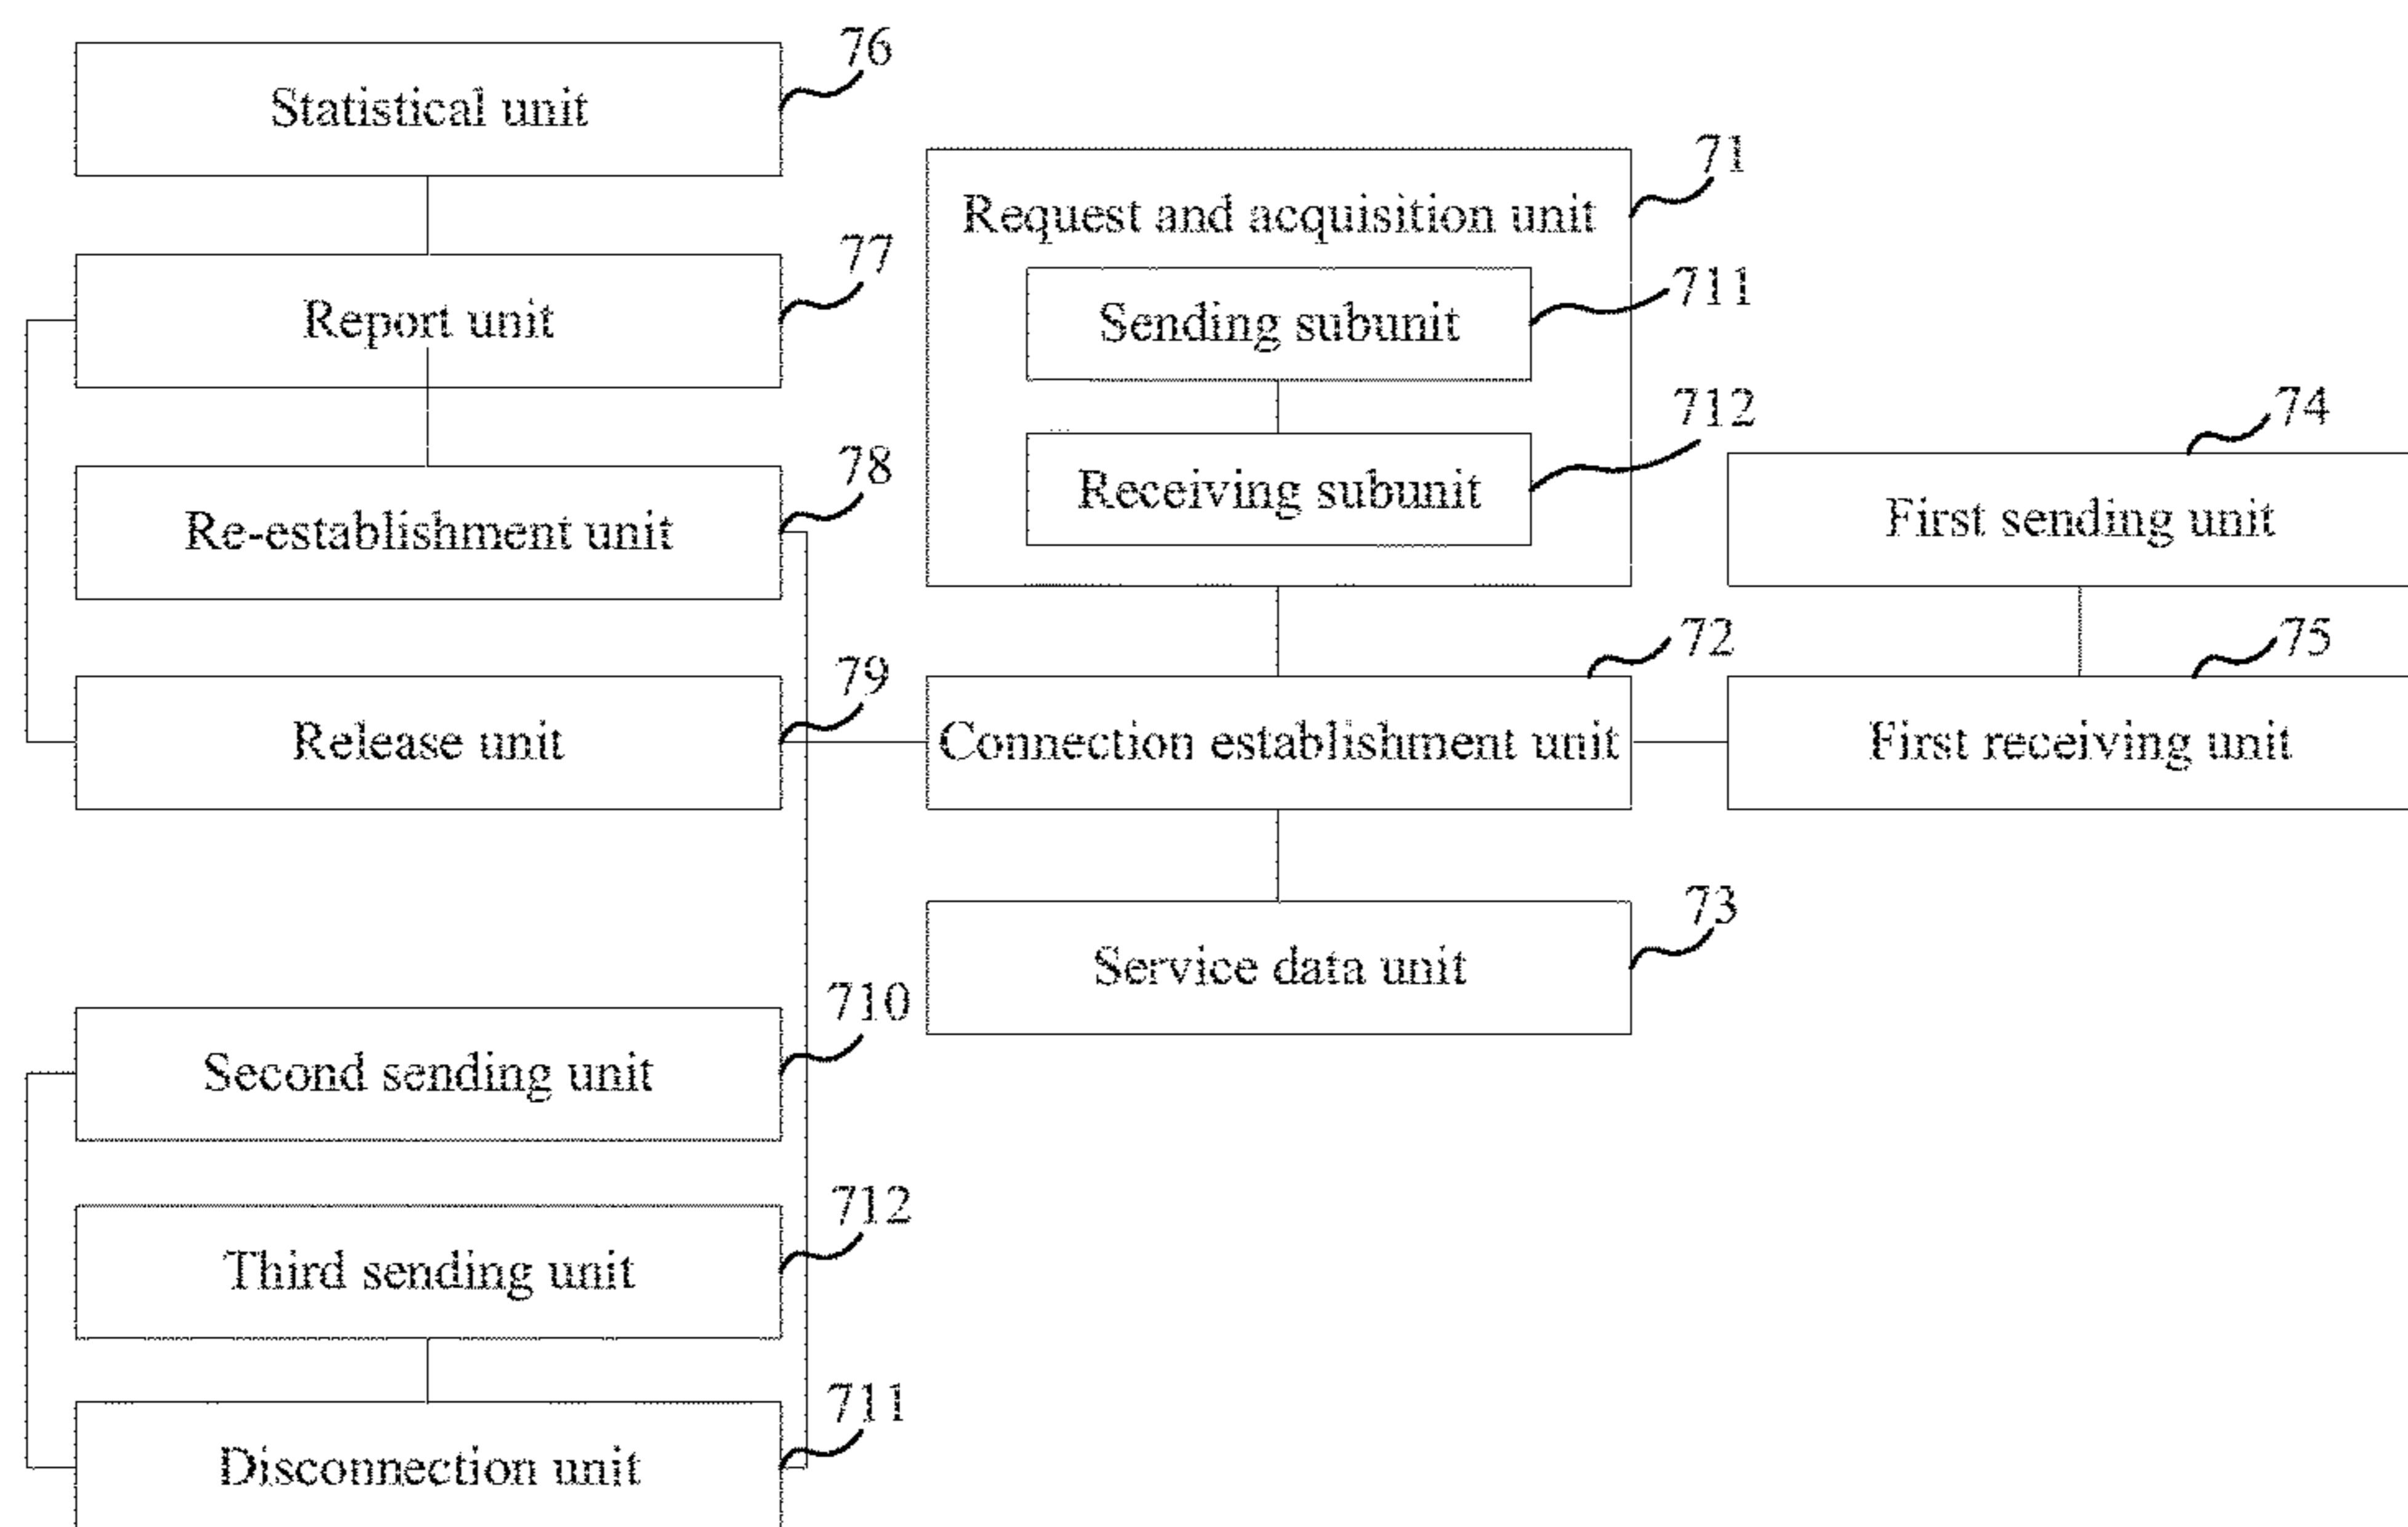 76
Statistical unit
71
Request and acquisition unit
77
Report unit
711
Sending subunit
712
Receiving subunit
74
First sending unit
78
Re-establishment unit
72
75
79
Release unit
Connection establishment unit
First receiving unit
73
Service data unit
710
Second sending unit
712
Third sending unit
711
Disconnection unit